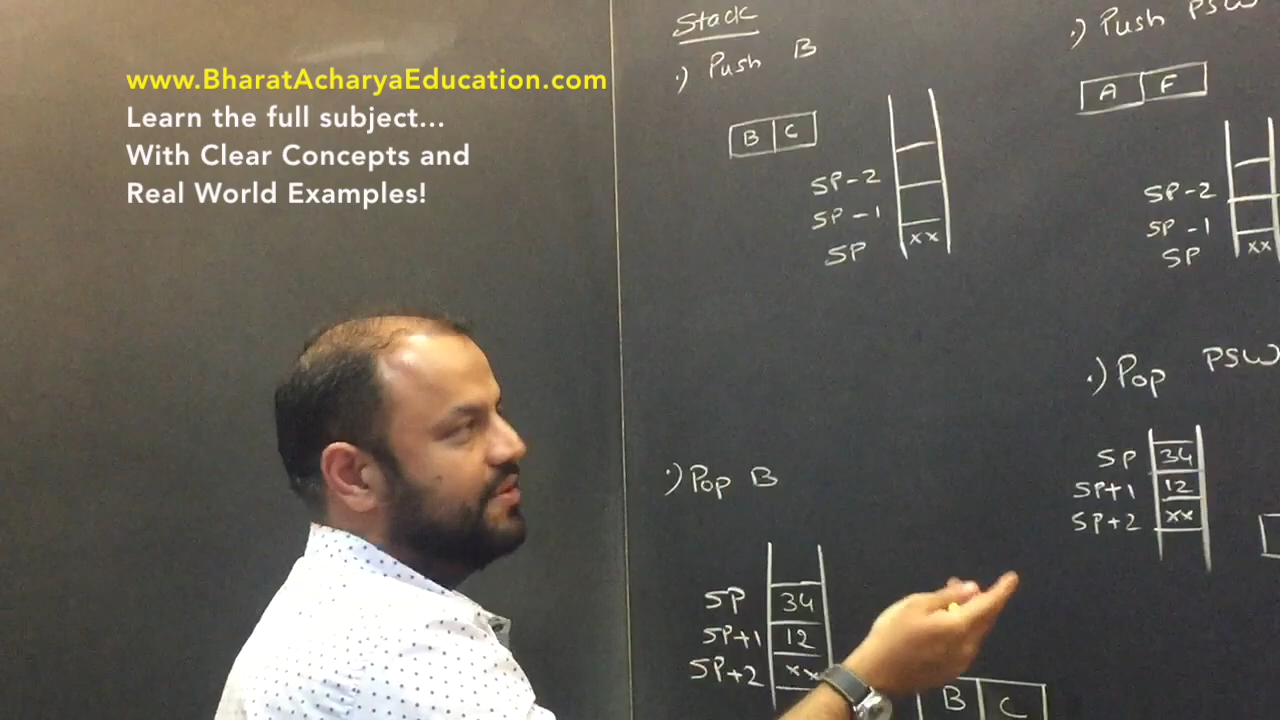 www.BharatAcharyaEducation.com
Learn the full subject...
With Clear Concepts and
Real World Examples!
Stack
·) Push B
B C
SP-2
SP-1
SP xx
·) Push PSW
A F
SP-2
SP-1
SP xx
·) Pop B
SP 34
SP+1 12
SP+2 xx
B C
·) Pop PSW
SP 34
SP+1 12
SP+2 xx